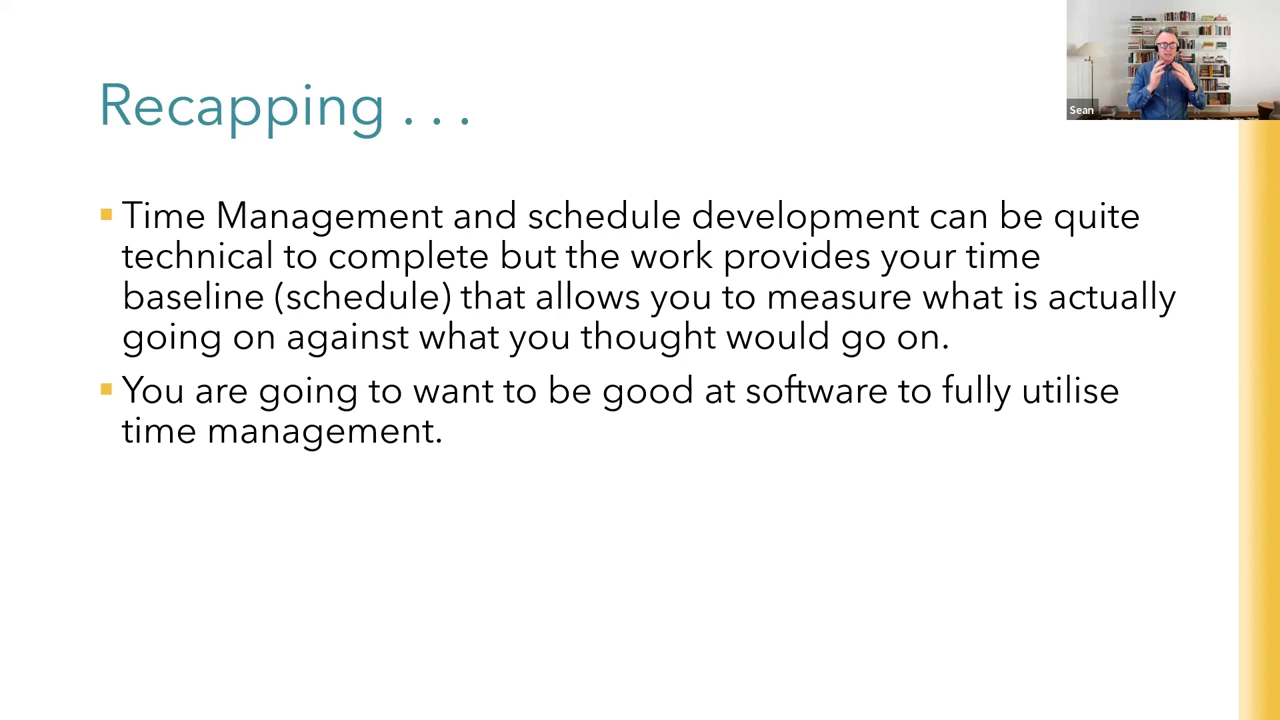 Recapping . . .
Time Management and schedule development can be quite
technical to complete but the work provides your time
baseline (schedule) that allows you to measure what is actually
going on against what you thought would go on.
You are going to want to be good at software to fully utilise
time management.
Sean